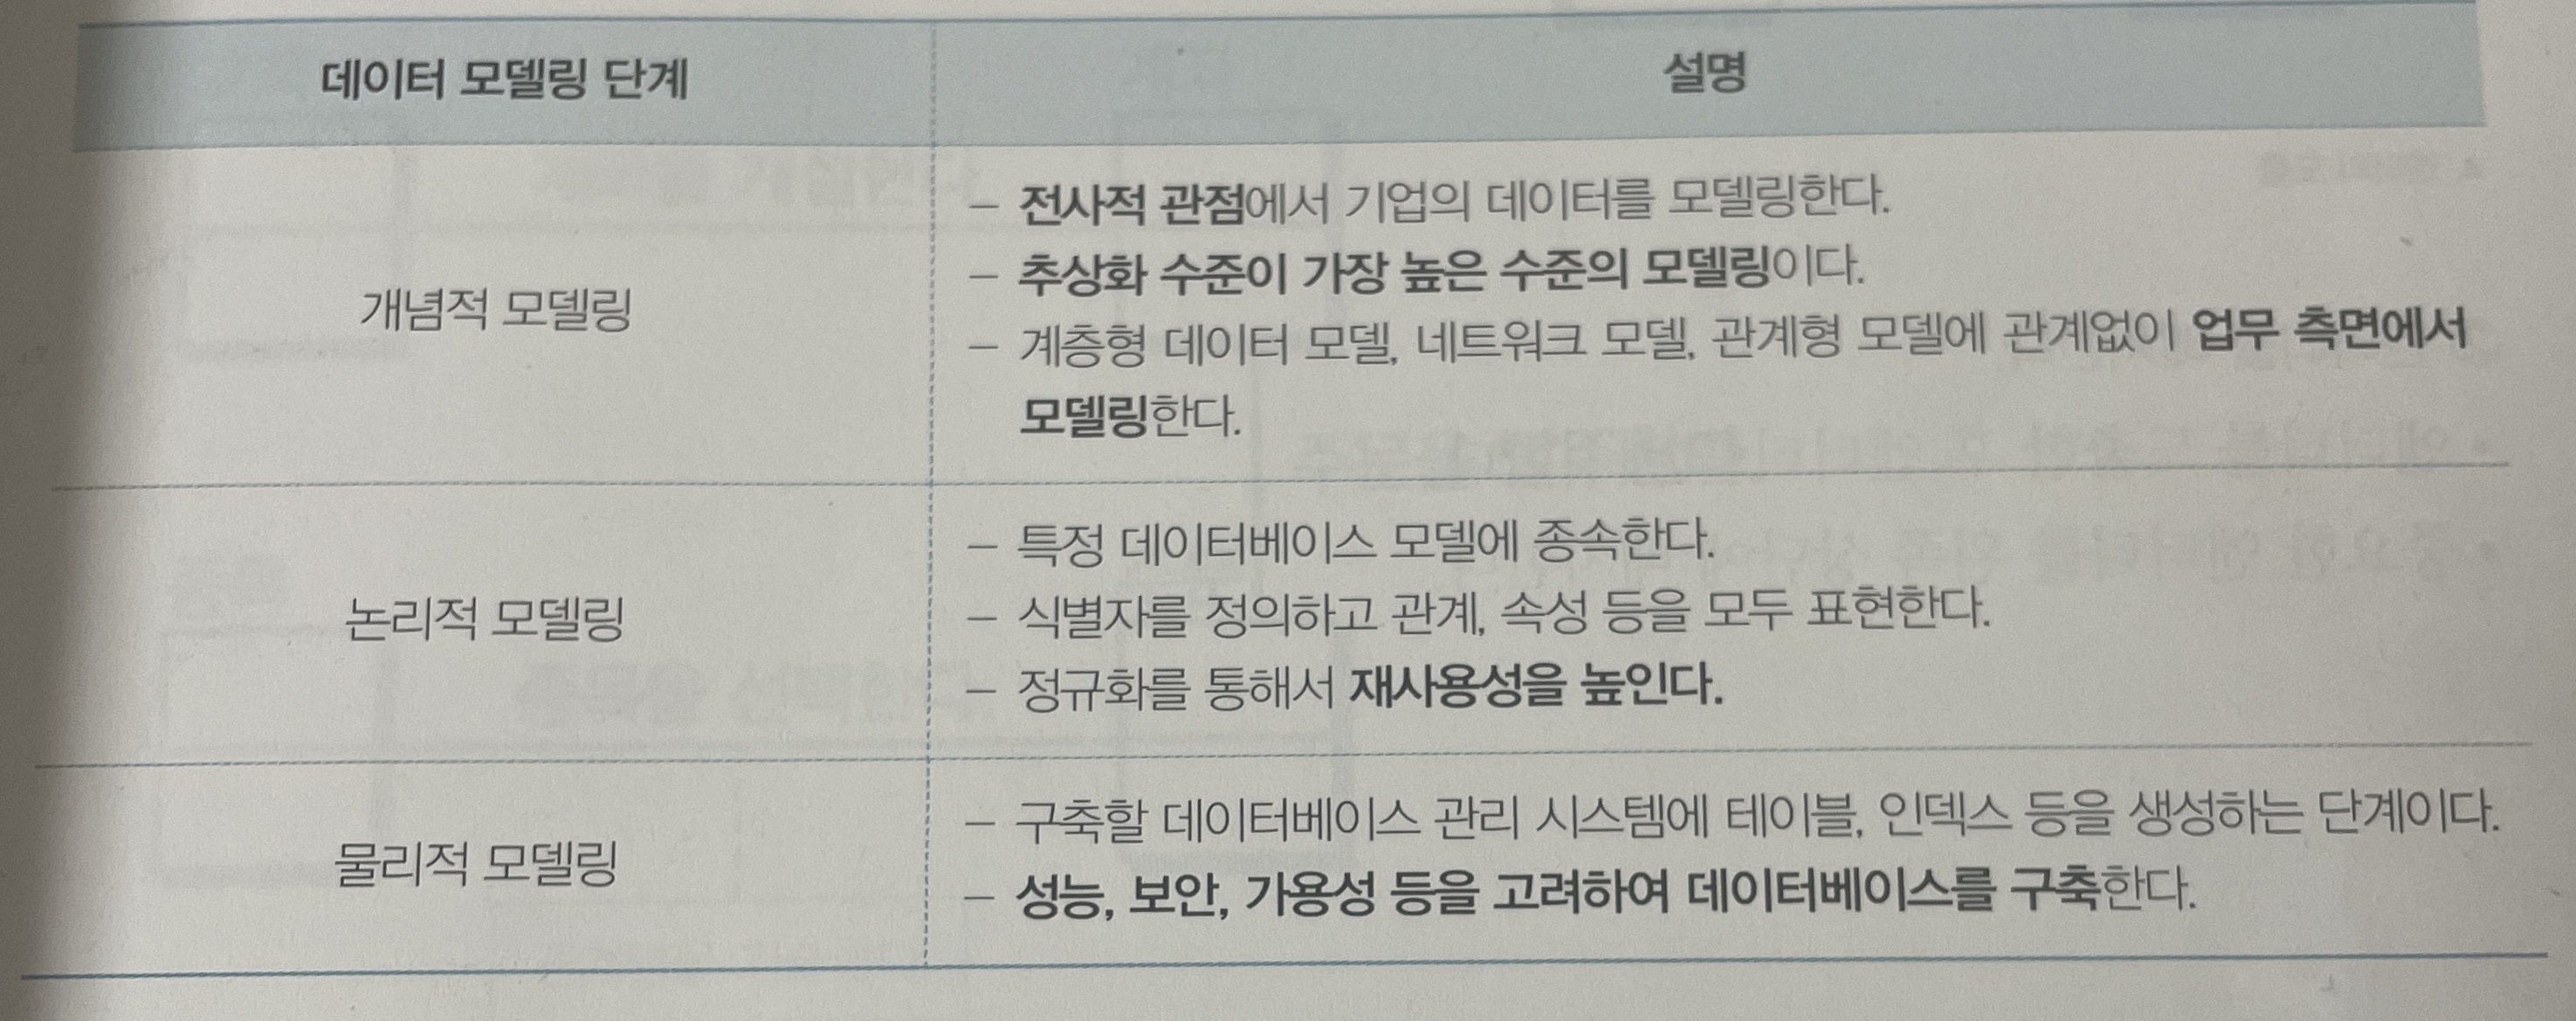 데이터 모델링 단계
설명
개념적 모델링
– 전사적 관점에서 기업의 데이터를 모델링한다.
– 추상화 수준이 가장 높은 수준의 모델링이다.
– 계층형 데이터 모델, 네트워크 모델, 관계형 모델에 관계없이 업무 측면에서
모델링한다.
논리적 모델링
– 특정 데이터베이스 모델에 종속한다.
– 식별자를 정의하고 관계, 속성 등을 모두 표현한다.
– 정규화를 통해서 재사용성을 높인다.
물리적 모델링
– 구축할 데이터베이스 관리 시스템에 테이블, 인덱스 등을 생성하는 단계이다.
– 성능, 보안, 가용성 등을 고려하여 데이터베이스를 구축한다.